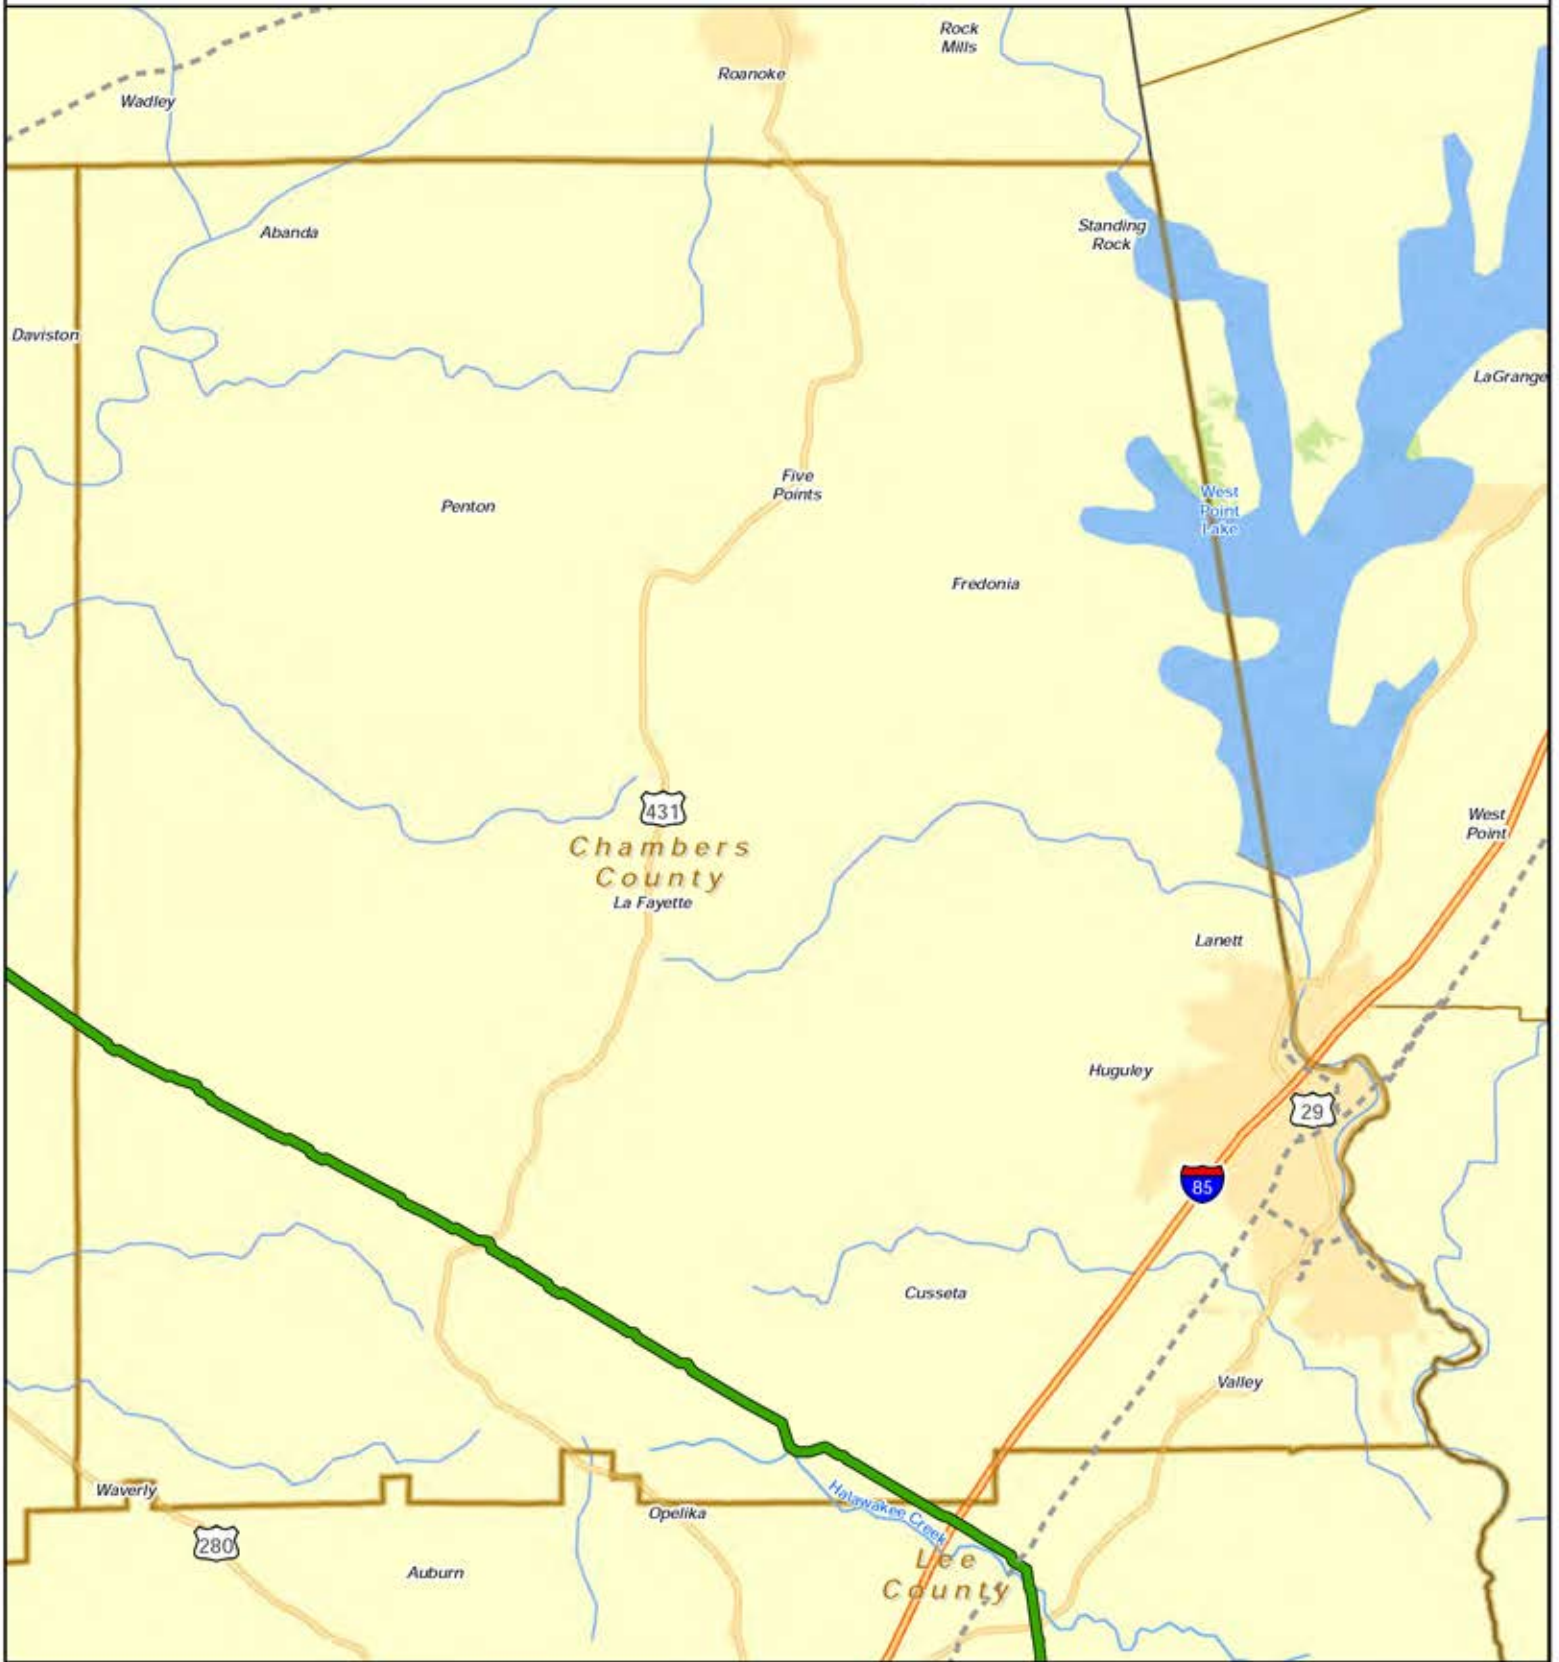 Rock
Mills
Roanoke
Wadley
Abanda
Standing
Rock
Daviston
LaGrange
Five
Points
Penton
West
Point
Lake
Fredonia
431
Chambers
County
La Fayette
West
Point
Lanett
Huguley
29
85
Cusseta
Valley
Waverly
Halawakee Creek
Opelika
280
Auburn
Lee
County